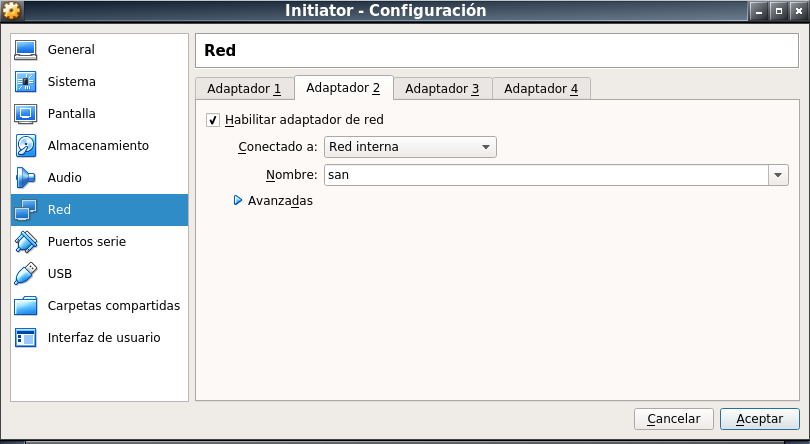 Initiator - Configuración
General
Sistema
Pantalla
Almacenamiento
Audio
Red
Puertos serie
USB
Carpetas compartidas
Interfaz de usuario
Red
Adaptador 1 Adaptador 2 Adaptador 3 Adaptador 4
Habilitar adaptador de red
Conectado a: Red interna
Nombre: san
Avanzadas
Cancelar Aceptar